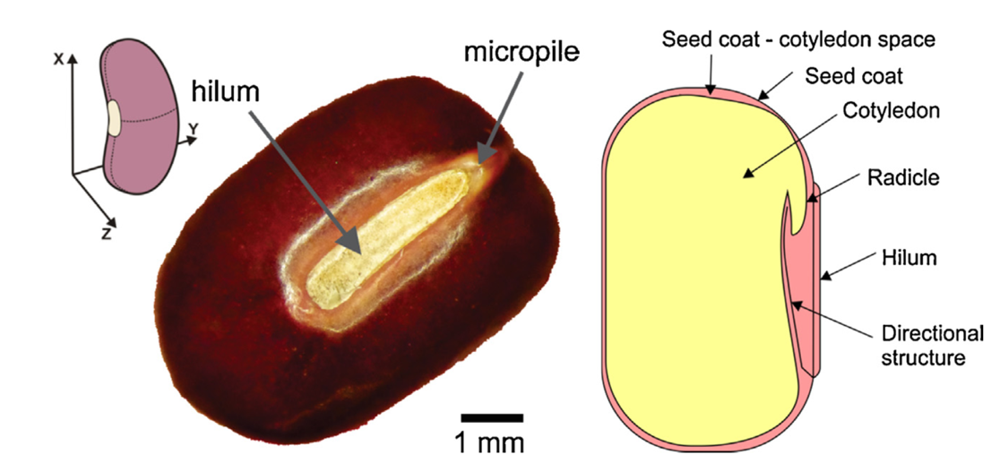 X
Y
Z
hilum
micropile
1 mm
Seed coat - cotyledon space
Seed coat
Cotyledon
Radicle
Hilum
Directional
structure